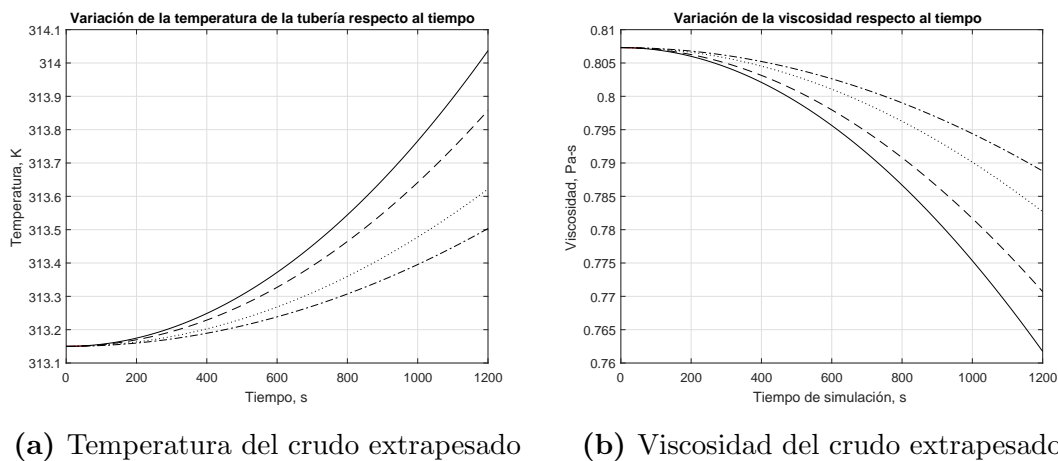 Variación de la temperatura de la tubería respecto al tiempo
314.1
314
313.9
313.8
313.7
313.6
313.5
313.4
313.3
313.2
313.1
Temperatura, K
0 200 400 600 800 1000 1200
Tiempo, s
(a) Temperatura del crudo extrapesado
Variación de la viscosidad respecto al tiempo
0.81
0.805
0.8
0.795
0.79
0.785
0.78
0.775
0.77
0.765
0.76
Viscosidad, Pa-s
0 200 400 600 800 1000 1200
Tiempo de simulación, s
(b) Viscosidad del crudo extrapesado